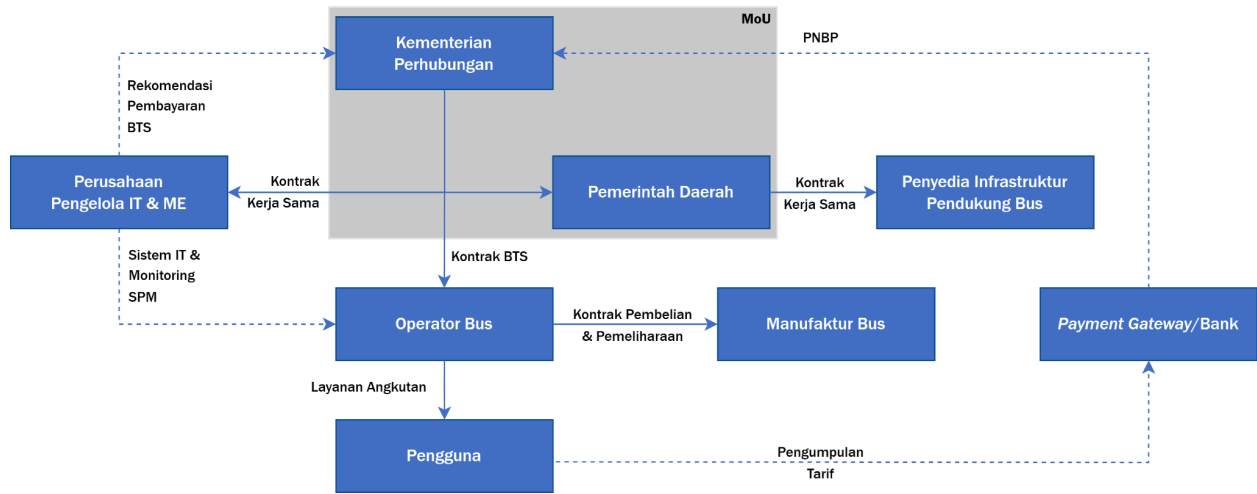 MoU
Kementerian
Perhubungan
PNBP
Rekomendasi
Pembayaran
BTS
Perusahaan
Pengelola IT & ME
Kontrak
Kerja Sama
Pemerintah Daerah
Kontrak
Kerja Sama
Penyedia Infrastruktur
Pendukung Bus
Sistem IT &
Monitoring
SPM
Kontrak BTS
Operator Bus
Kontrak Pembelian
& Pemeliharaan
Manufaktur Bus
Payment Gateway/Bank
Layanan Angkutan
Pengguna
Pengumpulan
Tarif